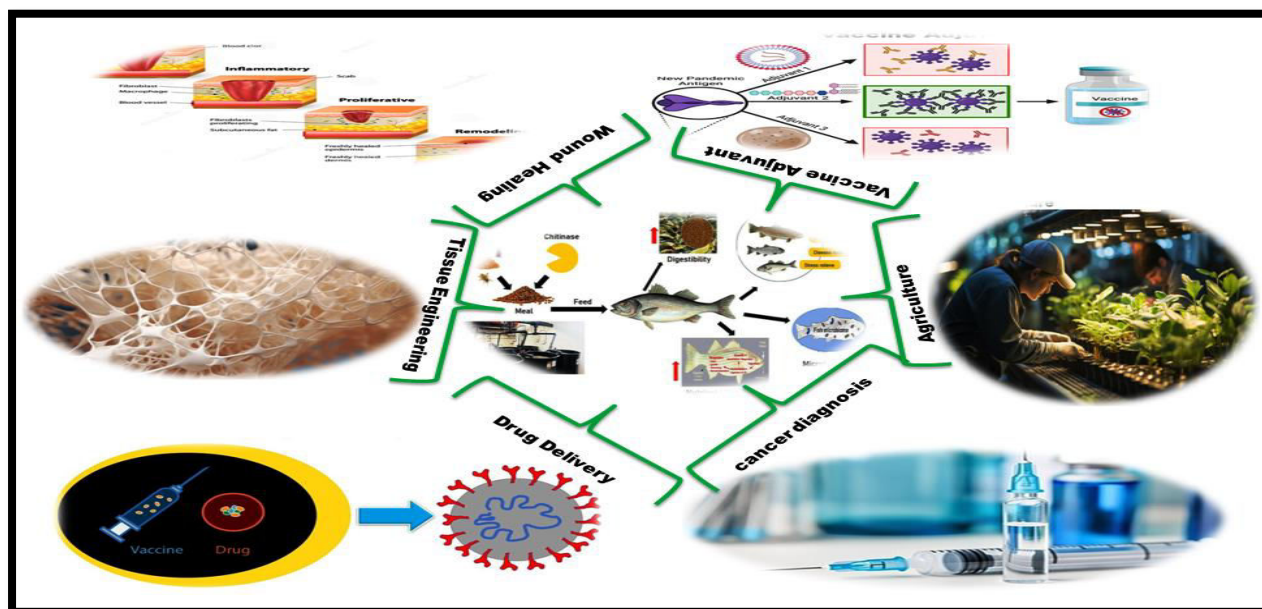 Inflammatory
Scab
Fibroblast
Macrophage
Blood vessel
Proliferative
Fibroblasts
proliferating
Subcutaneous fat
Freshly healed
epidermis
Freshly healed
dermis
New Pandemic
Antigen
Adjuvant 1
Adjuvant 2
Adjuvant 3
Vaccine
Wound Healing
Vaccine Adjuvant
Tissue Engineering
Agriculture
Chitinase
Meal
Feed
Digestibility
Drug Delivery
cancer diagnosis
Vaccine
Drug